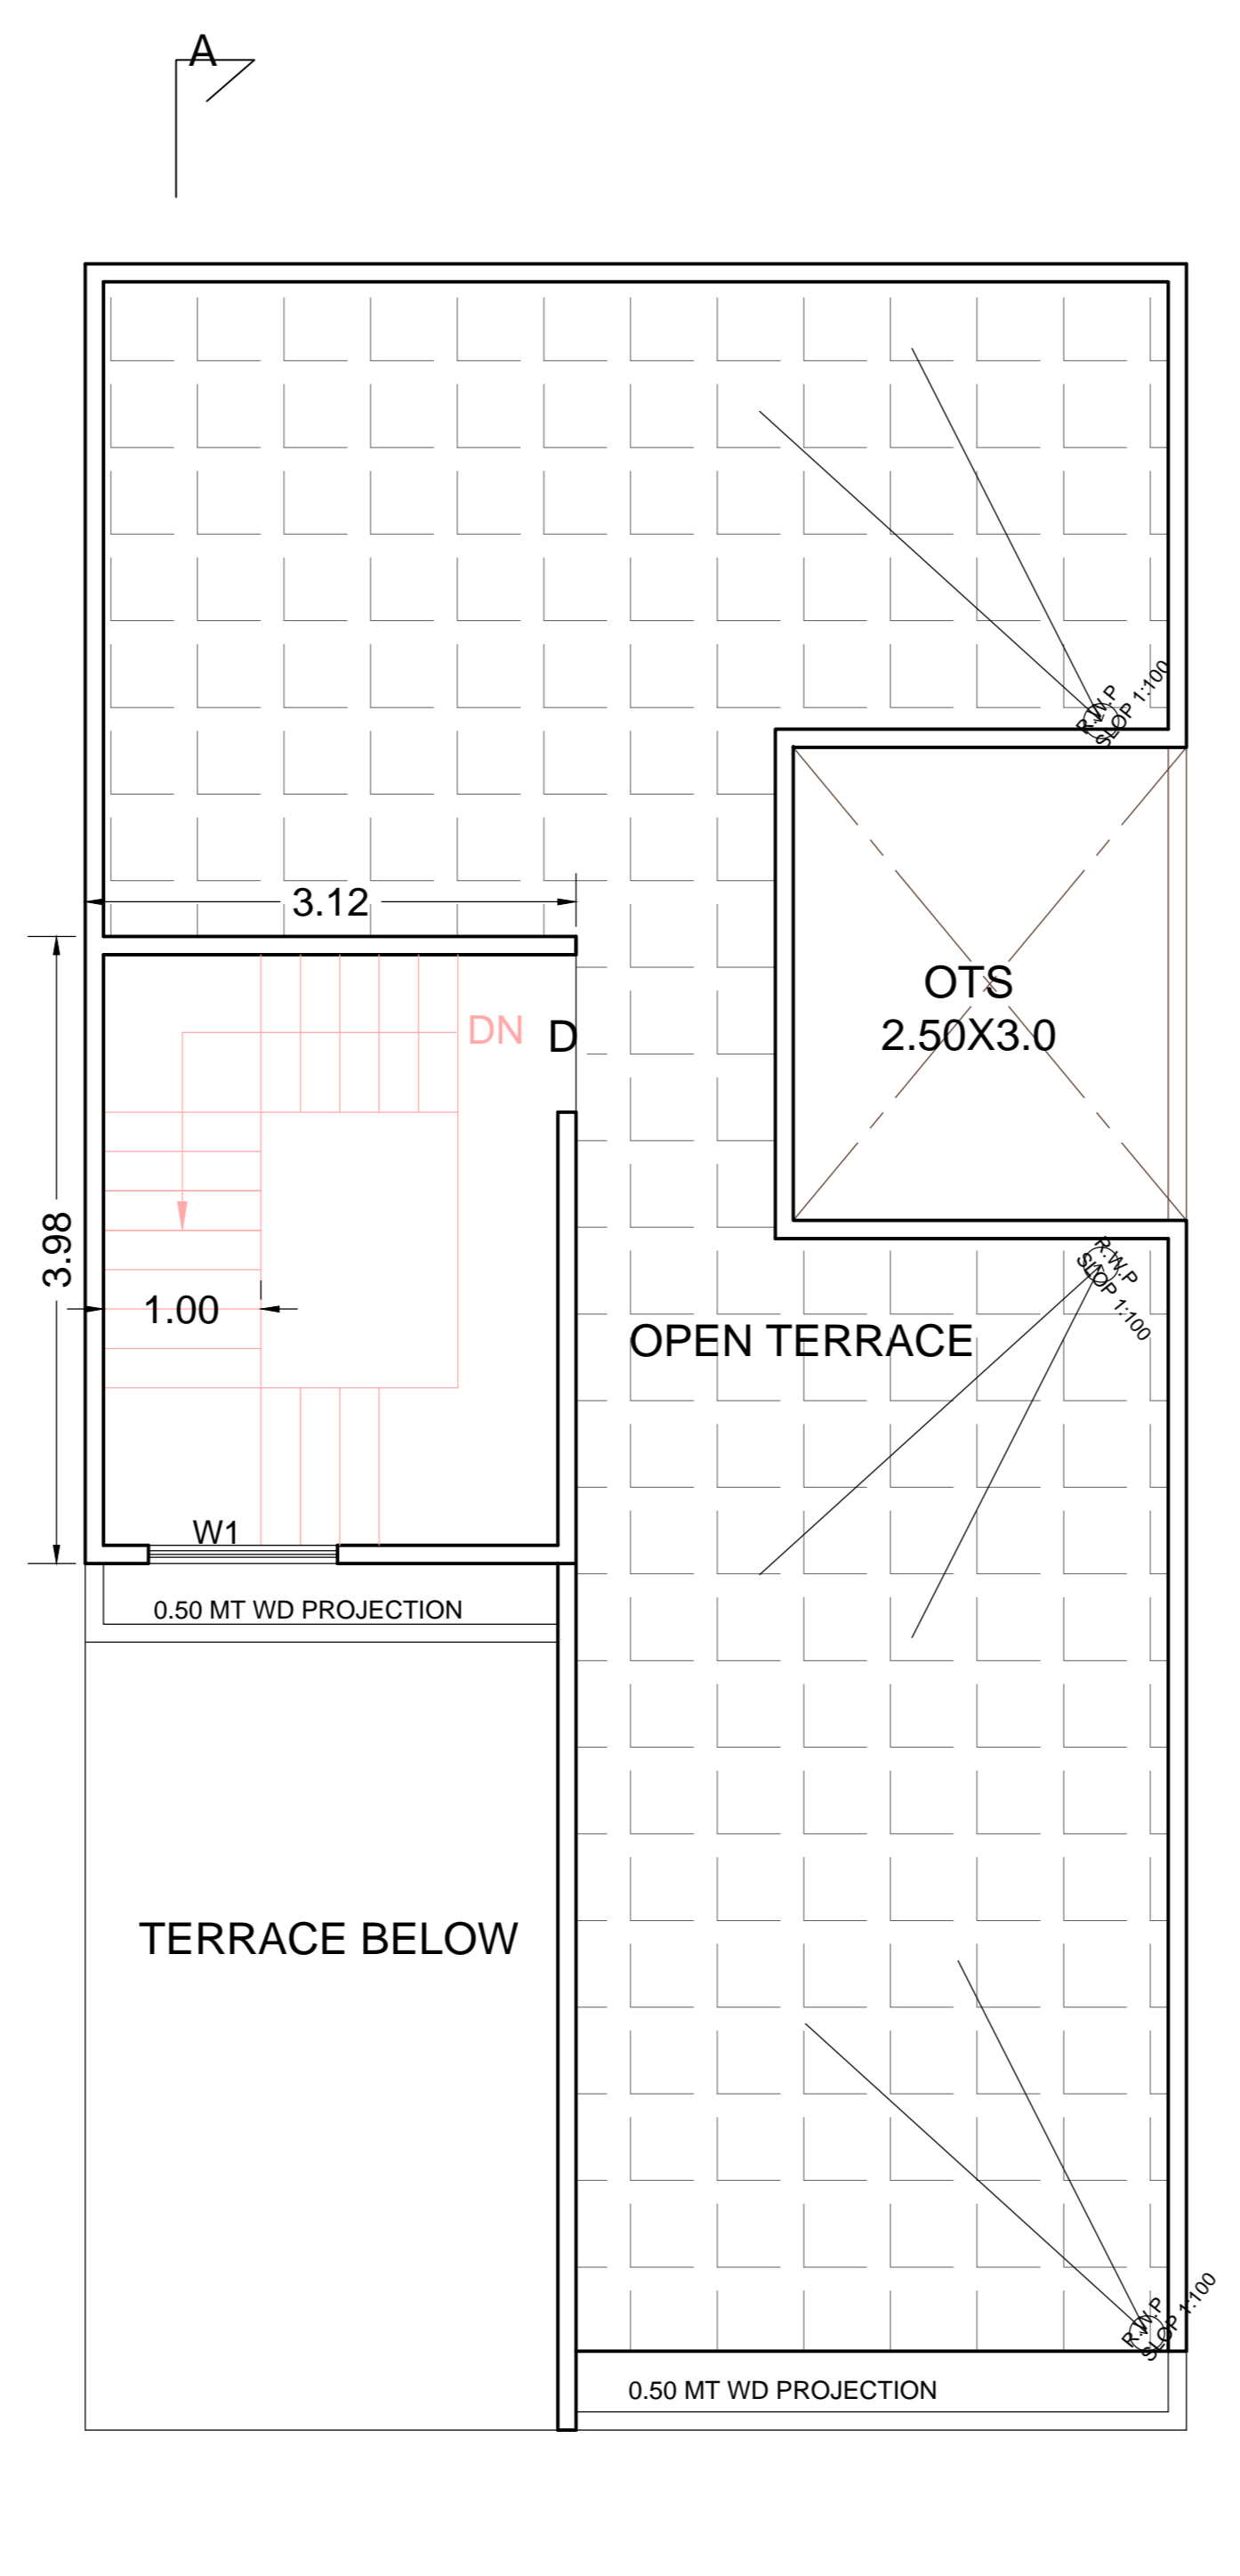 A
R.W.P
SLOP 1:100
3.12
OTS
2.50X3.0
DN
D
3.98
1.00
R.W.P
SLOP 1:100
OPEN TERRACE
W1
0.50 MT WD PROJECTION
TERRACE BELOW
R.W.P
SLOP 1:100
0.50 MT WD PROJECTION